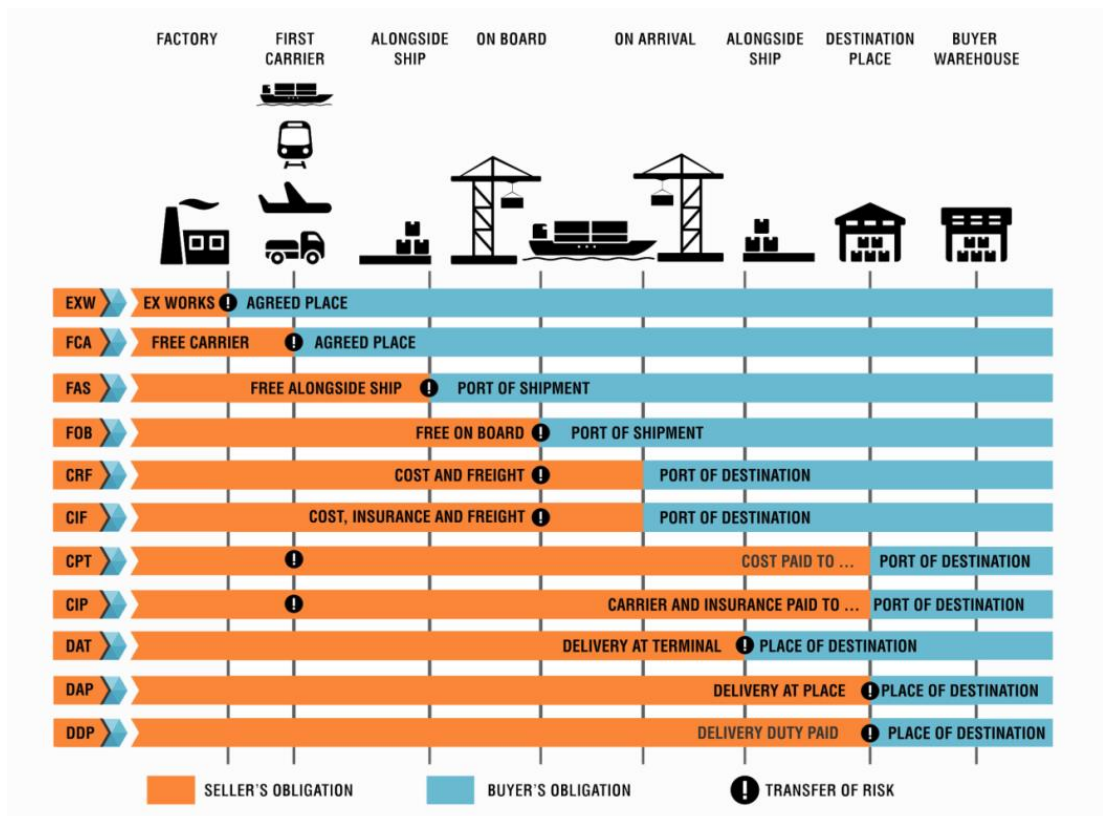 FACTORY
FIRST
CARRIER
ALONGSIDE
SHIP
ON BOARD
ON ARRIVAL
ALONGSIDE
SHIP
DESTINATION
PLACE
BUYER
WAREHOUSE
EXW EX WORKS ! AGREED PLACE
FCA FREE CARRIER ! AGREED PLACE
FAS FREE ALONGSIDE SHIP ! PORT OF SHIPMENT
FOB FREE ON BOARD ! PORT OF SHIPMENT
CRF COST AND FREIGHT ! PORT OF DESTINATION
CIF COST, INSURANCE AND FREIGHT ! PORT OF DESTINATION
CPT ! COST PAID TO ... PORT OF DESTINATION
CIP ! CARRIER AND INSURANCE PAID TO ... PORT OF DESTINATION
DAT DELIVERY AT TERMINAL ! PLACE OF DESTINATION
DAP DELIVERY AT PLACE ! PLACE OF DESTINATION
DDP DELIVERY DUTY PAID ! PLACE OF DESTINATION
SELLER'S OBLIGATION BUYER'S OBLIGATION ! TRANSFER OF RISK